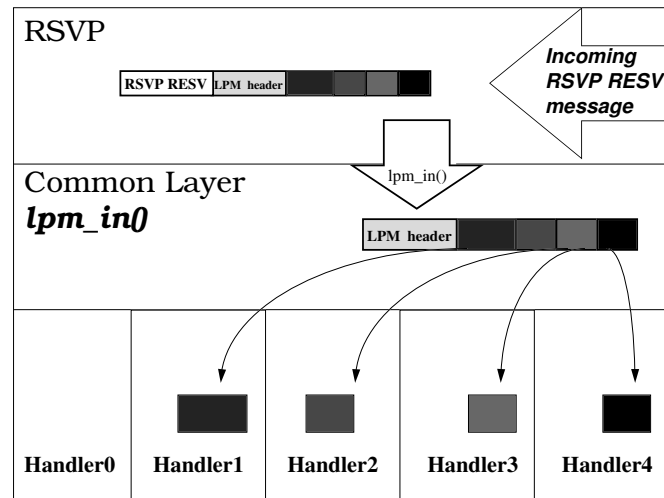 RSVP
Incoming
RSVP RESV
message
RSVP RESV LPM header
lpm_in()
Common Layer
lpm_in()
LPM header
Handler0 Handler1 Handler2 Handler3 Handler4